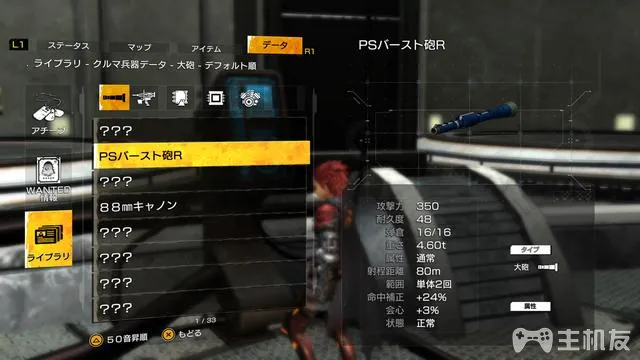 L1 ステータス マップ アイテム データ R1
．ライブラリ - クルマ兵器データ - 大砲 - デフォルト順
PSバースト砲R
アチーブ
WANTED
情報
ライブラリ
???
PSバースト砲R
???
88mmキャノン
???
???
???
???
1 / 33
50音昇順 もどる
攻撃力 350
耐久度 48
弾倉 16/16
重さ 4.60t
属性 通常
射程距離 80m
範囲 単体2回
命中補正 +24%
会心 +3%
状態 正常
タイプ
大砲
属性
主机友